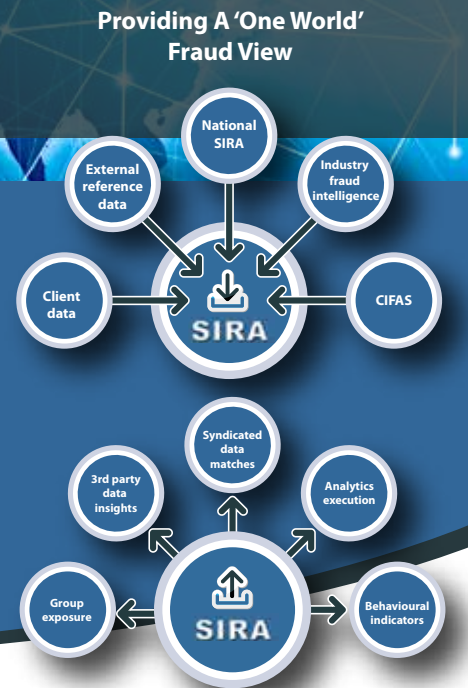 Providing A ‘One World’
Fraud View
National
SIRA
External
reference
data
Industry
fraud
intelligence
Client
data
CIFAS
SIRA
Syndicated
data
matches
3rd party
data
insights
Analytics
execution
Group
exposure
Behavioural
indicators
SIRA